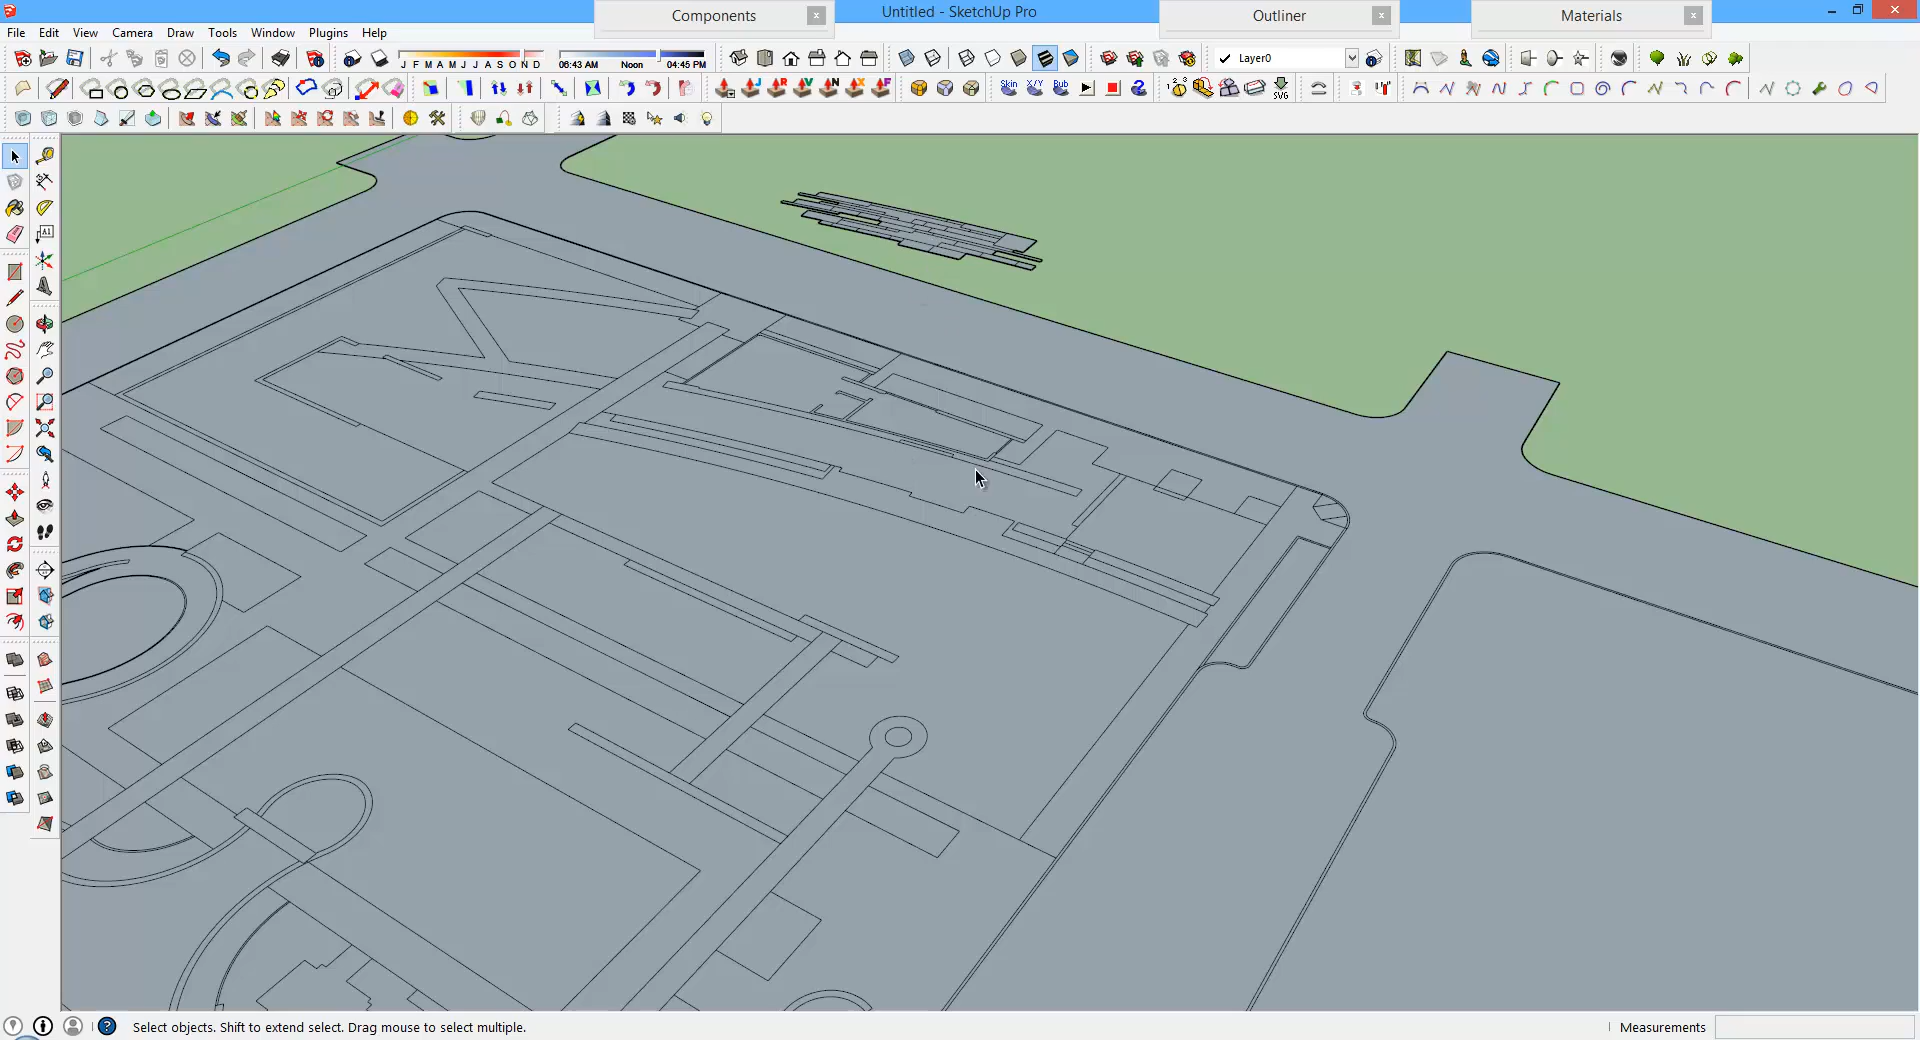 Components
Untitled - SketchUp Pro
Outliner
Materials
File Edit View Camera Draw Tools Window Plugins Help
J F M A M J J A S O N D
06:43 AM Noon 04:45 PM
Layer0
Skin X/Y Bub
SVG
A1
Select objects. Shift to extend select. Drag mouse to select multiple.
Measurements